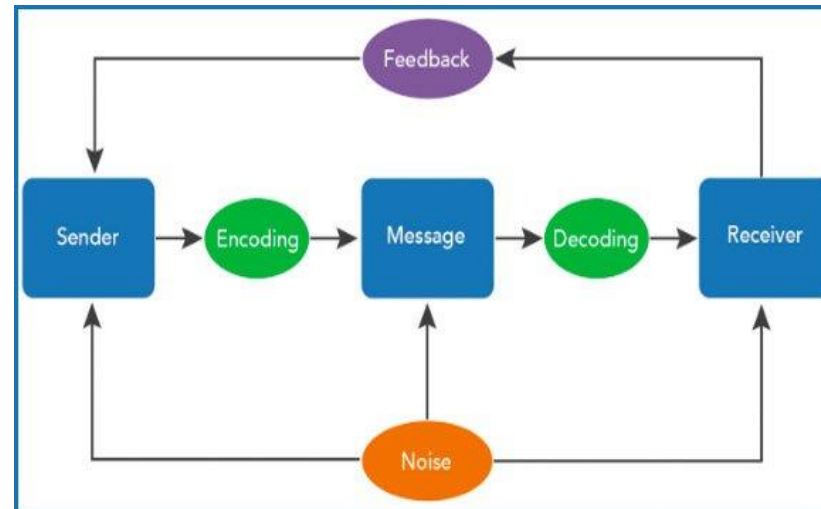 Feedback
Sender
Encoding
Message
Decoding
Receiver
Noise